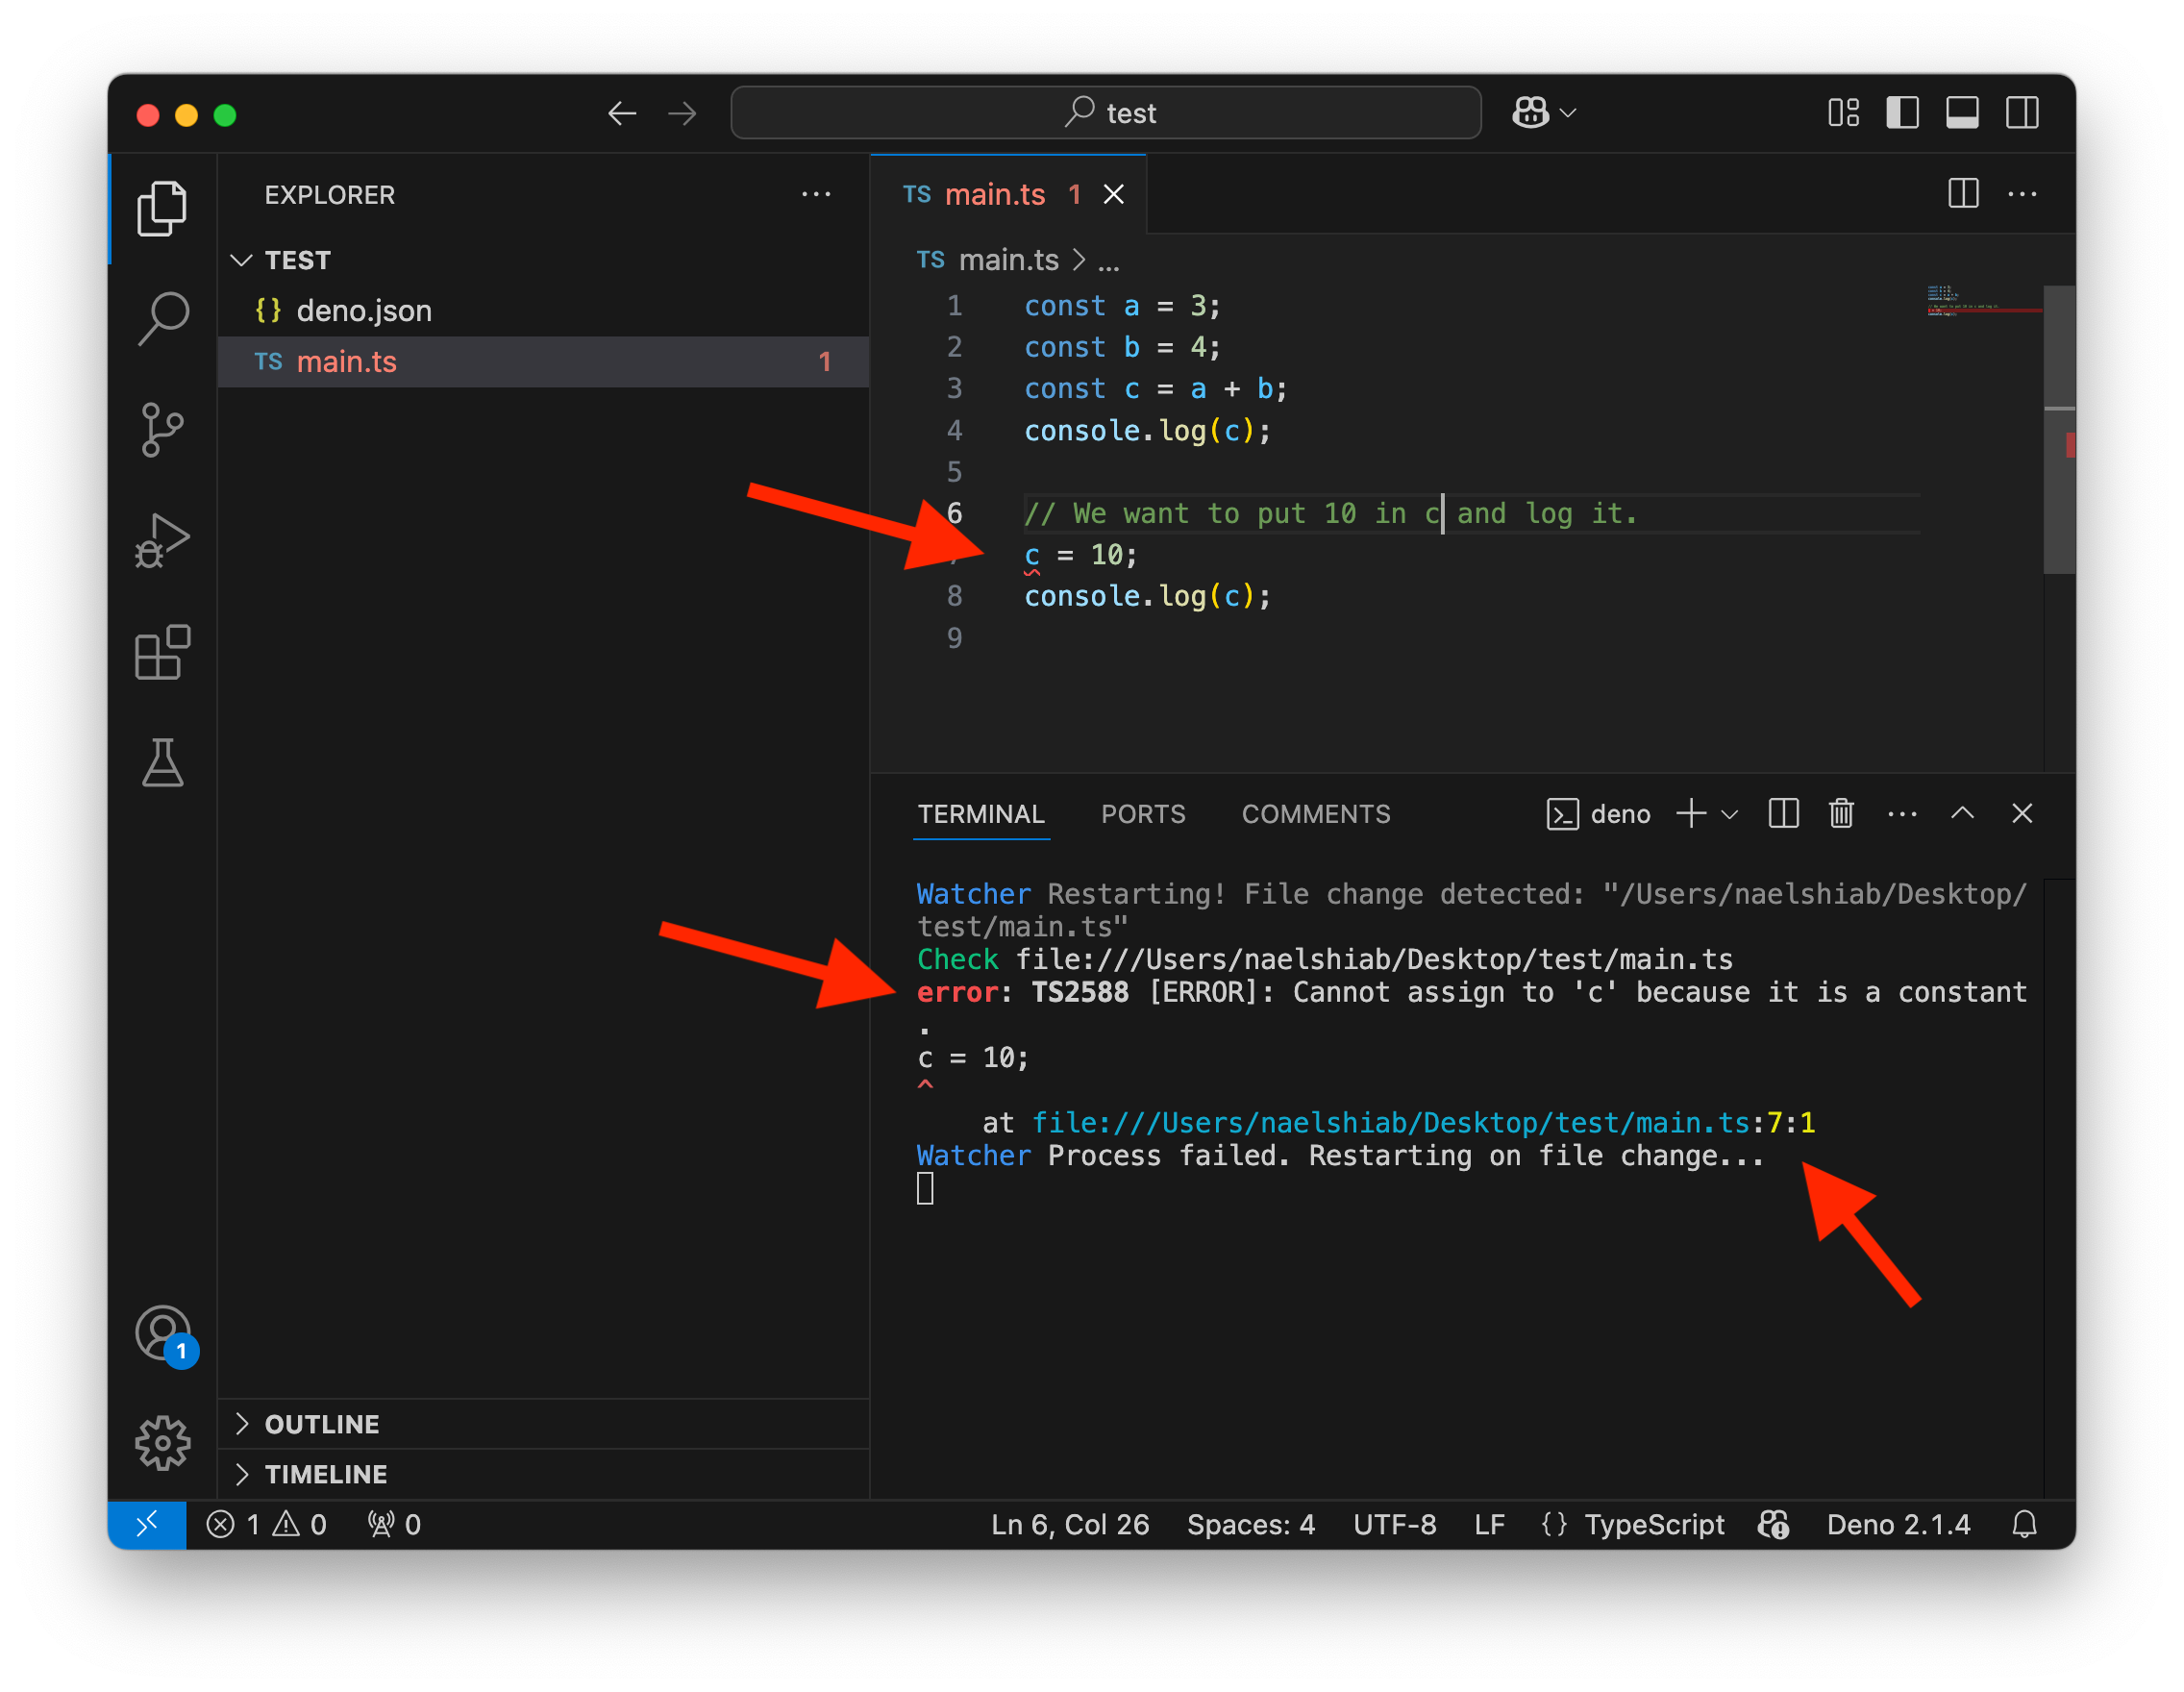 test
EXPLORER
TEST
{} deno.json
TS main.ts 1
TS main.ts 1
TS main.ts > ...
1 const a = 3;
2 const b = 4;
3 const c = a + b;
4 console.log(c);
5
6 // We want to put 10 in c and log it.
c = 10;
8 console.log(c);
9
TERMINAL PORTS COMMENTS deno
Watcher Restarting! File change detected: "/Users/naelshiab/Desktop/
test/main.ts"
Check file:///Users/naelshiab/Desktop/test/main.ts
error: TS2588 [ERROR]: Cannot assign to 'c' because it is a constant
.
c = 10;
^
at file:///Users/naelshiab/Desktop/test/main.ts:7:1
Watcher Process failed. Restarting on file change...
1
OUTLINE
TIMELINE
1 0 0 Ln 6, Col 26 Spaces: 4 UTF-8 LF {} TypeScript Deno 2.1.4